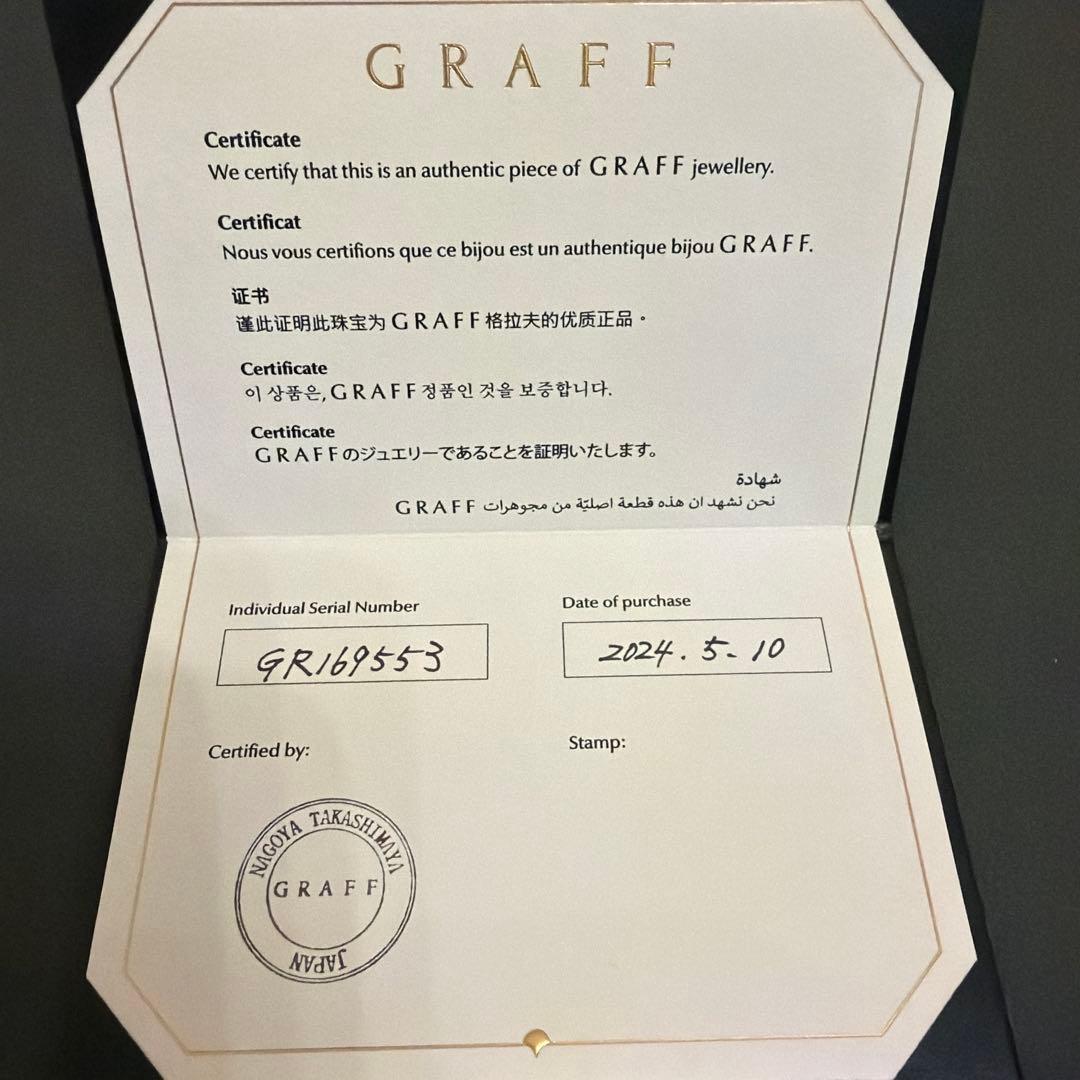 GRAFF
Certificate
We certify that this is an authentic piece of GRAFF jewellery.
Certificat
Nous vous certifions que ce bijou est un authentique bijou GRAFF.
证书
谨此证明此珠宝为GRAFF格拉夫的优质正品。
Certificate
이 상품은, GRAFF 정품인 것을 보증합니다.
Certificate
GRAFFのジュエリーであることを証明いたします。
شهادة
نحن نشهد ان هذه قطعة اصليّة من مجوهرات GRAFF
Individual Serial Number
Date of purchase
GR169553
2024. 5- 10
Certified by:
Stamp:
NAGOYA TAKASHIMAYA
GRAFF
JAPAN